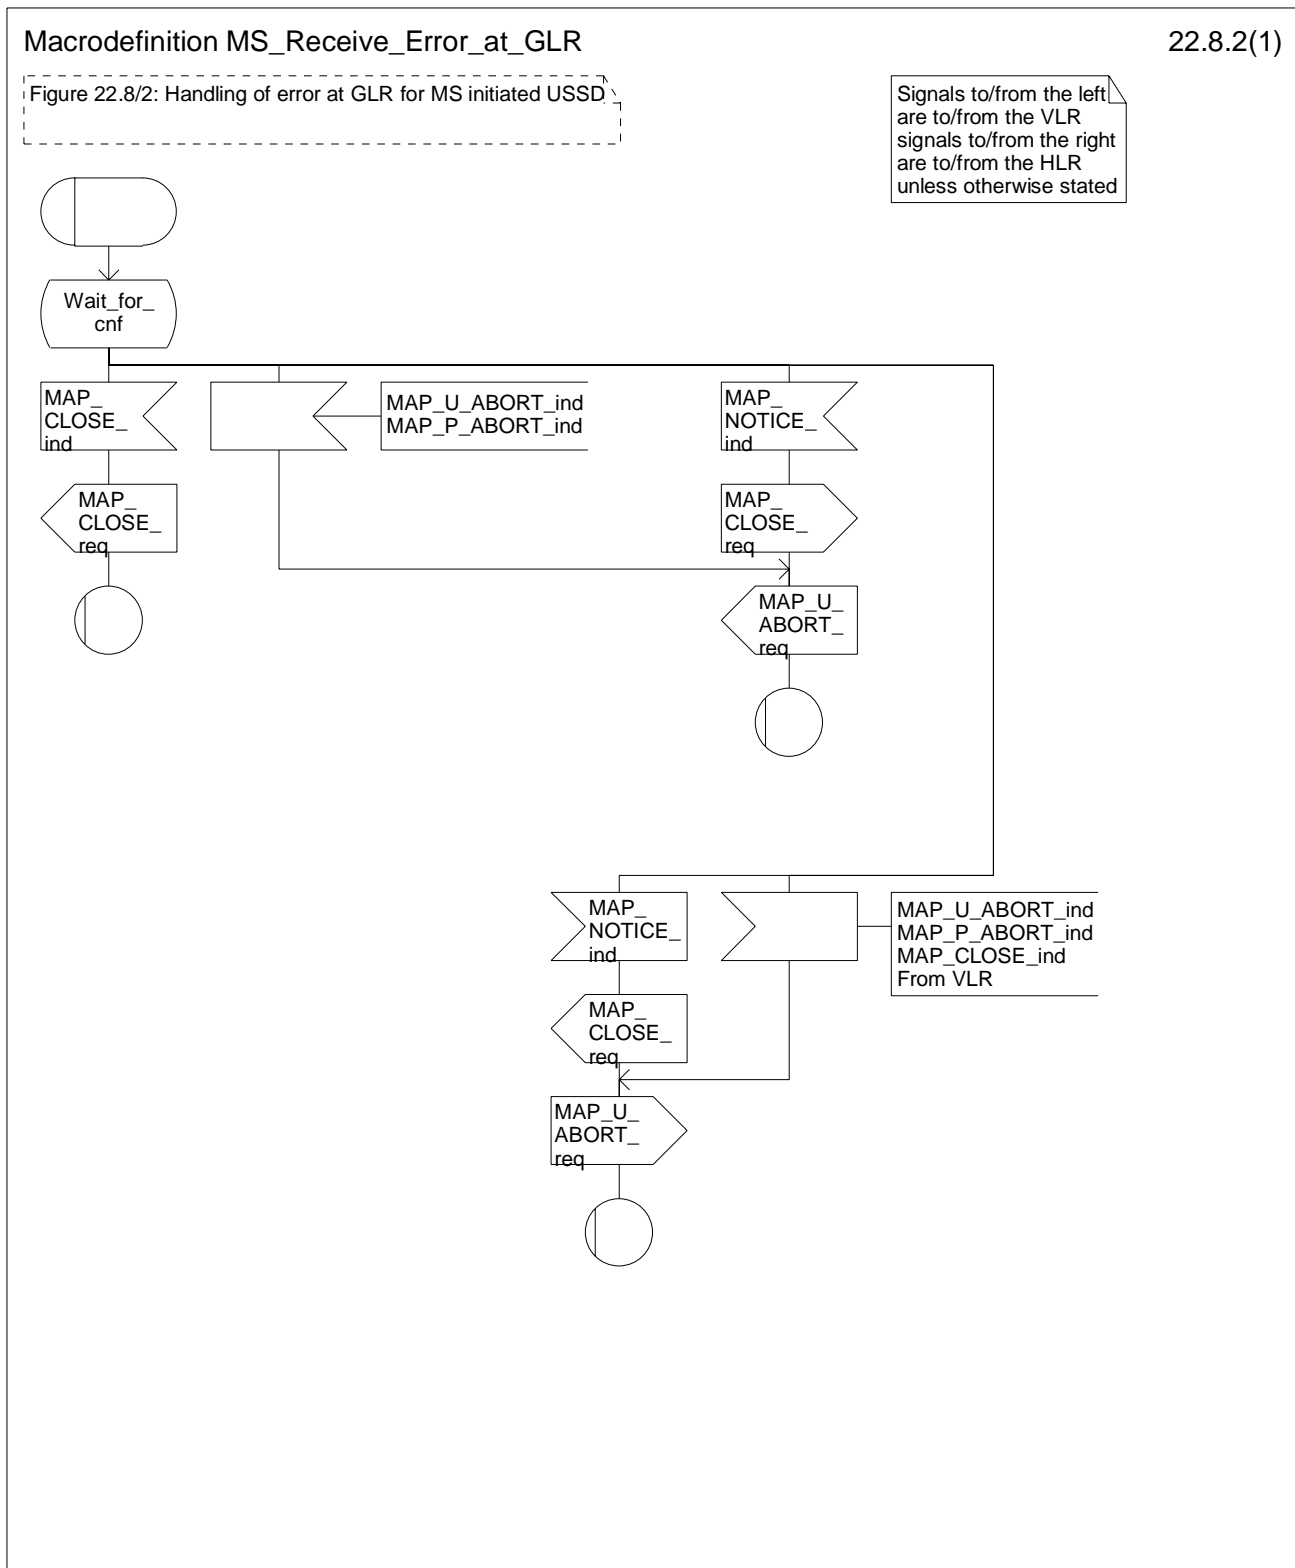 Macrodefinition MS_Receive_Error_at_GLR
22.8.2(1)
Figure 22.8/2: Handling of error at GLR for MS initiated USSD
Signals to/from the left
are to/from the VLR
signals to/from the right
are to/from the HLR
unless otherwise stated
Wait_for_
cnf
MAP_
CLOSE_
ind
MAP_U_ABORT_ind
MAP_P_ABORT_ind
MAP_
NOTICE_
ind
MAP_
CLOSE_
req
MAP_
CLOSE_
req
MAP_U_
ABORT_
req
MAP_
NOTICE_
ind
MAP_U_ABORT_ind
MAP_P_ABORT_ind
MAP_CLOSE_ind
From VLR
MAP_
CLOSE_
req
MAP_U_
ABORT_
req